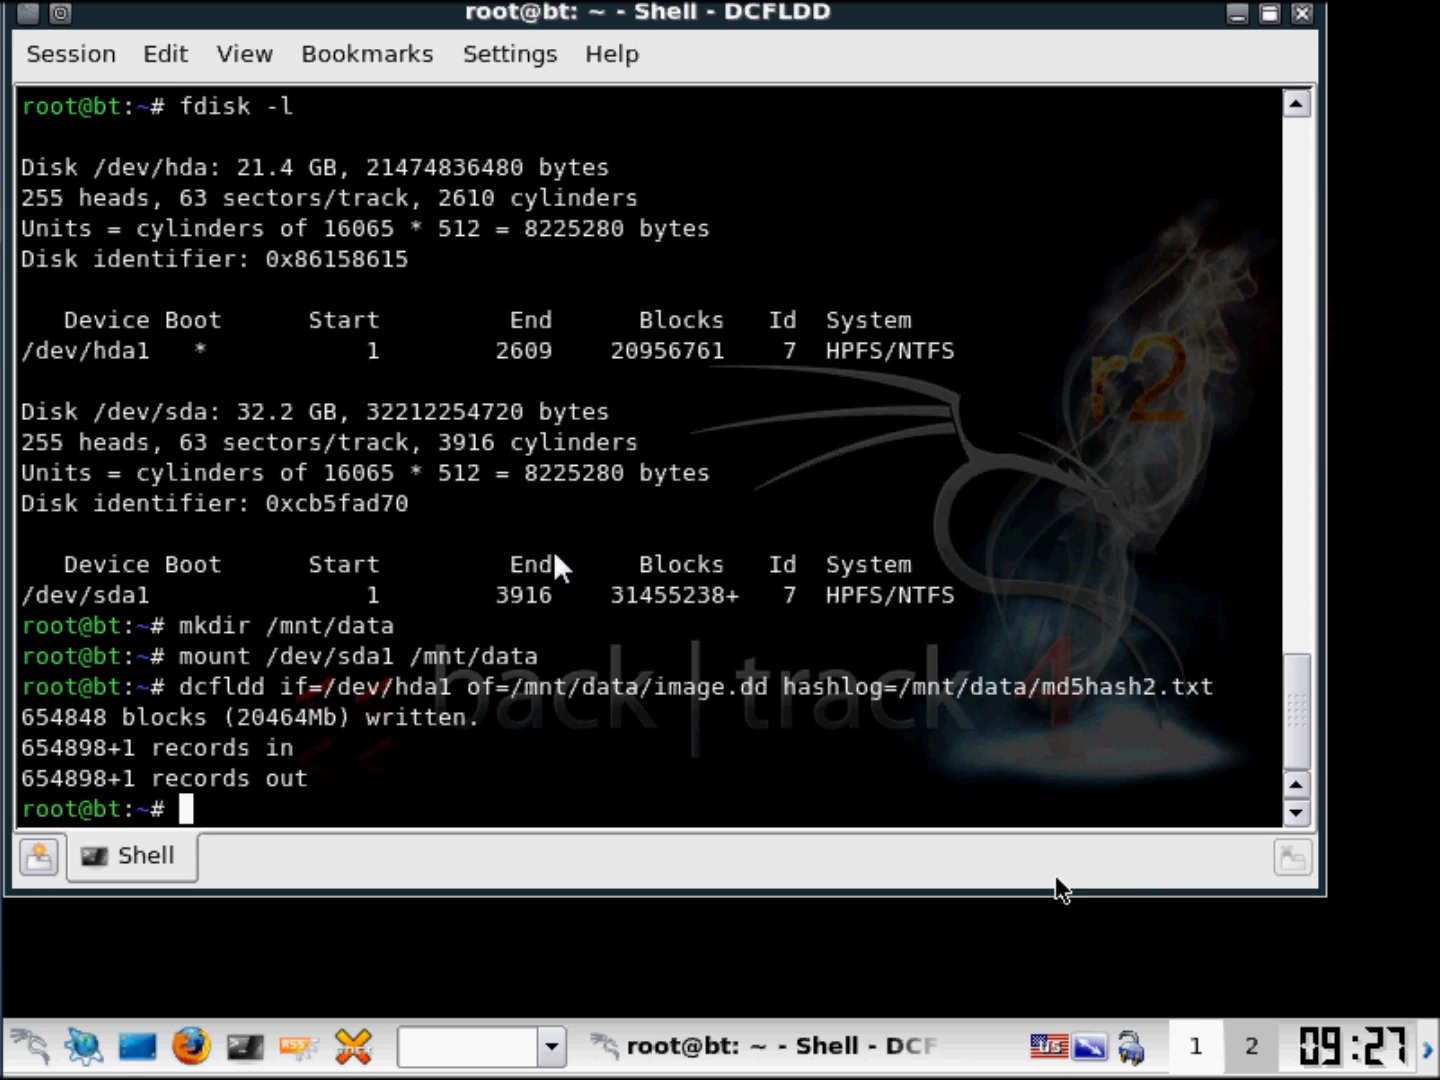 root@bt: ~ - Shell - DCFLDD
Session Edit View Bookmarks Settings Help
root@bt:~# fdisk -l
Disk /dev/hda: 21.4 GB, 21474836480 bytes
255 heads, 63 sectors/track, 2610 cylinders
Units = cylinders of 16065 * 512 = 8225280 bytes
Disk identifier: 0x86158615
Device Boot Start End Blocks Id System
/dev/hda1 * 1 2609 20956761 7 HPFS/NTFS
r2
Disk /dev/sda: 32.2 GB, 32212254720 bytes
255 heads, 63 sectors/track, 3916 cylinders
Units = cylinders of 16065 * 512 = 8225280 bytes
Disk identifier: 0xcb5fad70
Device Boot Start End Blocks Id System
/dev/sda1 1 3916 31455238+ 7 HPFS/NTFS
root@bt:~# mkdir /mnt/data
root@bt:~# mount /dev/sda1 /mnt/data
root@bt:~# dcfldd if=/dev/hda1 of=/mnt/data/image.dd hashlog=/mnt/data/md5hash2.txt
<< back | track 4
654848 blocks (20464Mb) written.
654898+1 records in
654898+1 records out
root@bt:~#
Shell
RSS
root@bt: ~ - Shell - DCF
us
1 2
09:27